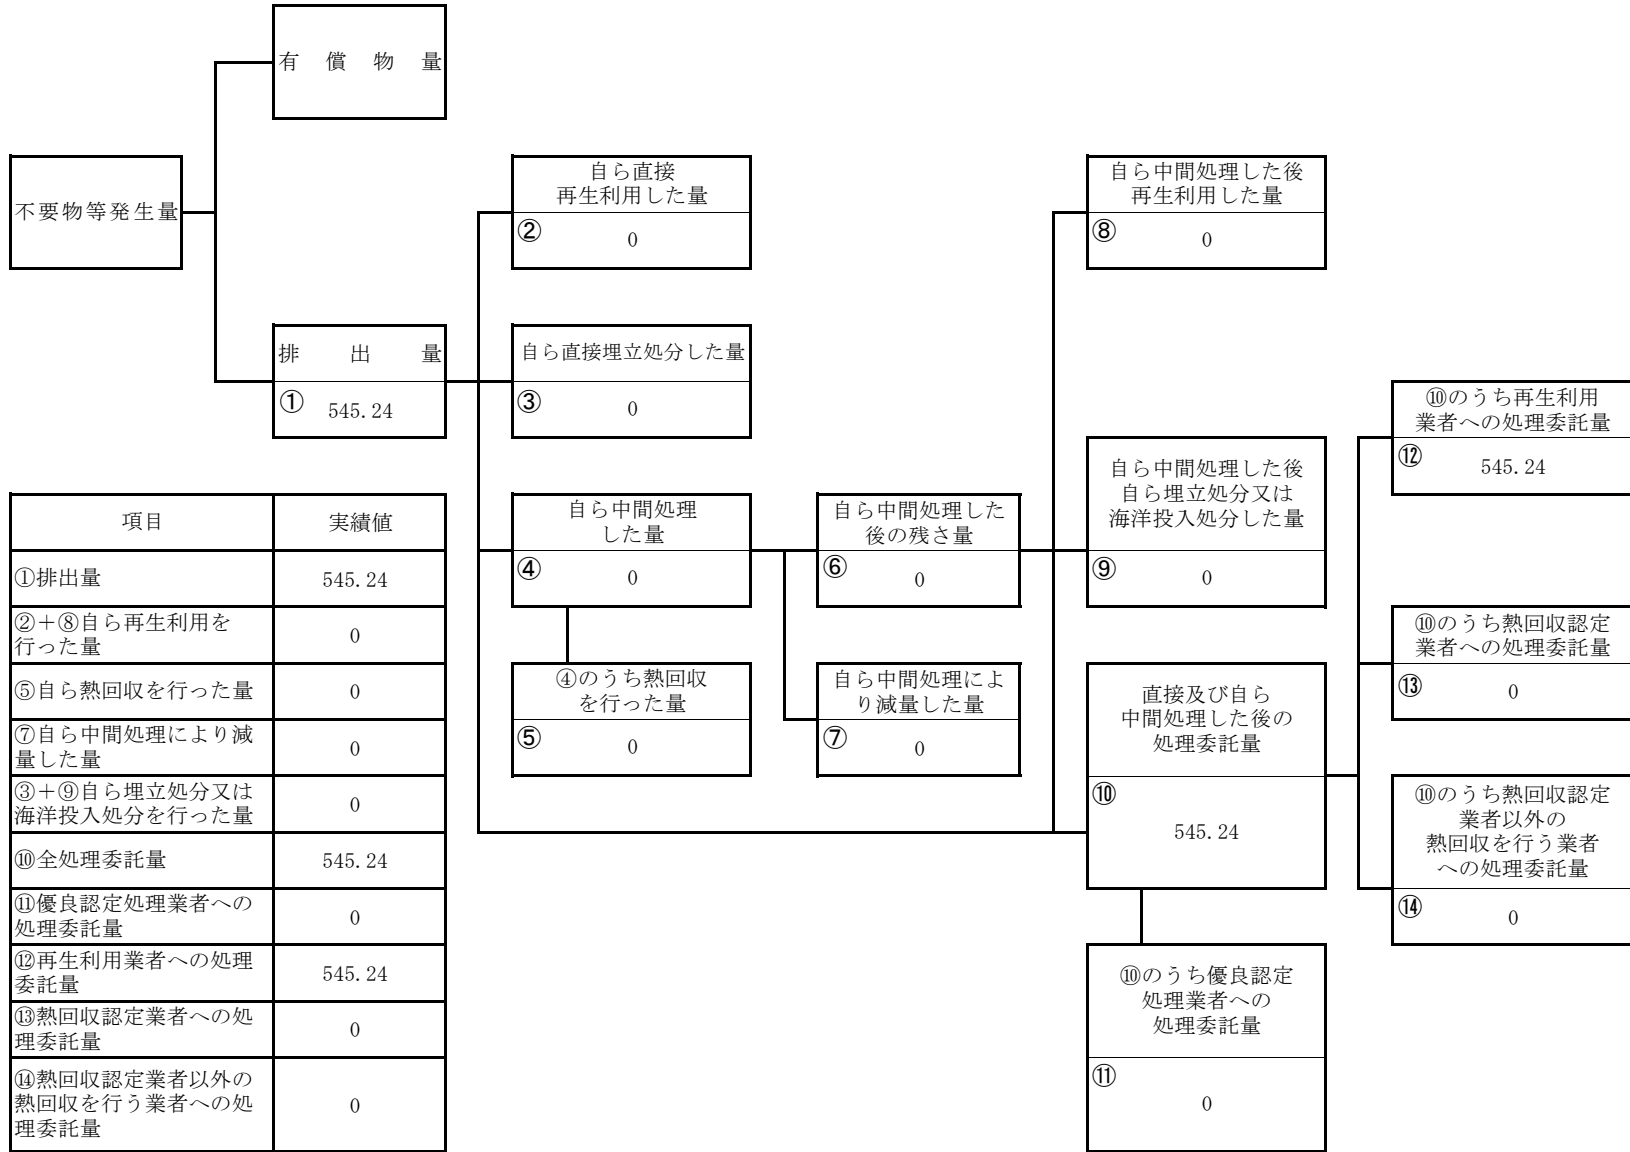 有償物量
不要物等発生量
排出量
① 545.24
自ら直接
再生利用した量
② 0
自ら直接埋立処分した量
③ 0
自ら中間処理
した量
④ 0
④のうち熱回収
を行った量
⑤ 0
自ら中間処理した
後の残さ量
⑥ 0
自ら中間処理によ
り減量した量
⑦ 0
自ら中間処理した後
再生利用した量
⑧ 0
自ら中間処理した後
自ら埋立処分又は
海洋投入処分した量
⑨ 0
直接及び自ら
中間処理した後の
処理委託量
⑩
545.24
⑩のうち優良認定
処理業者への
処理委託量
⑪
0
⑩のうち再生利用
業者への処理委託量
⑫ 545.24
⑩のうち熱回収認定
業者への処理委託量
⑬ 0
⑩のうち熱回収認定
業者以外の
熱回収を行う業者
への処理委託量
⑭ 0
項目 実績値
①排出量 545.24
②+⑧自ら再生利用を
行った量 0
⑤自ら熱回収を行った量 0
⑦自ら中間処理により減
量した量 0
③+⑨自ら埋立処分又は
海洋投入処分を行った量 0
⑩全処理委託量 545.24
⑪優良認定処理業者への
処理委託量 0
⑫再生利用業者への処理
委託量 545.24
⑬熱回収認定業者への処
理委託量 0
⑭熱回収認定業者以外の
熱回収を行う業者への処
理委託量 0